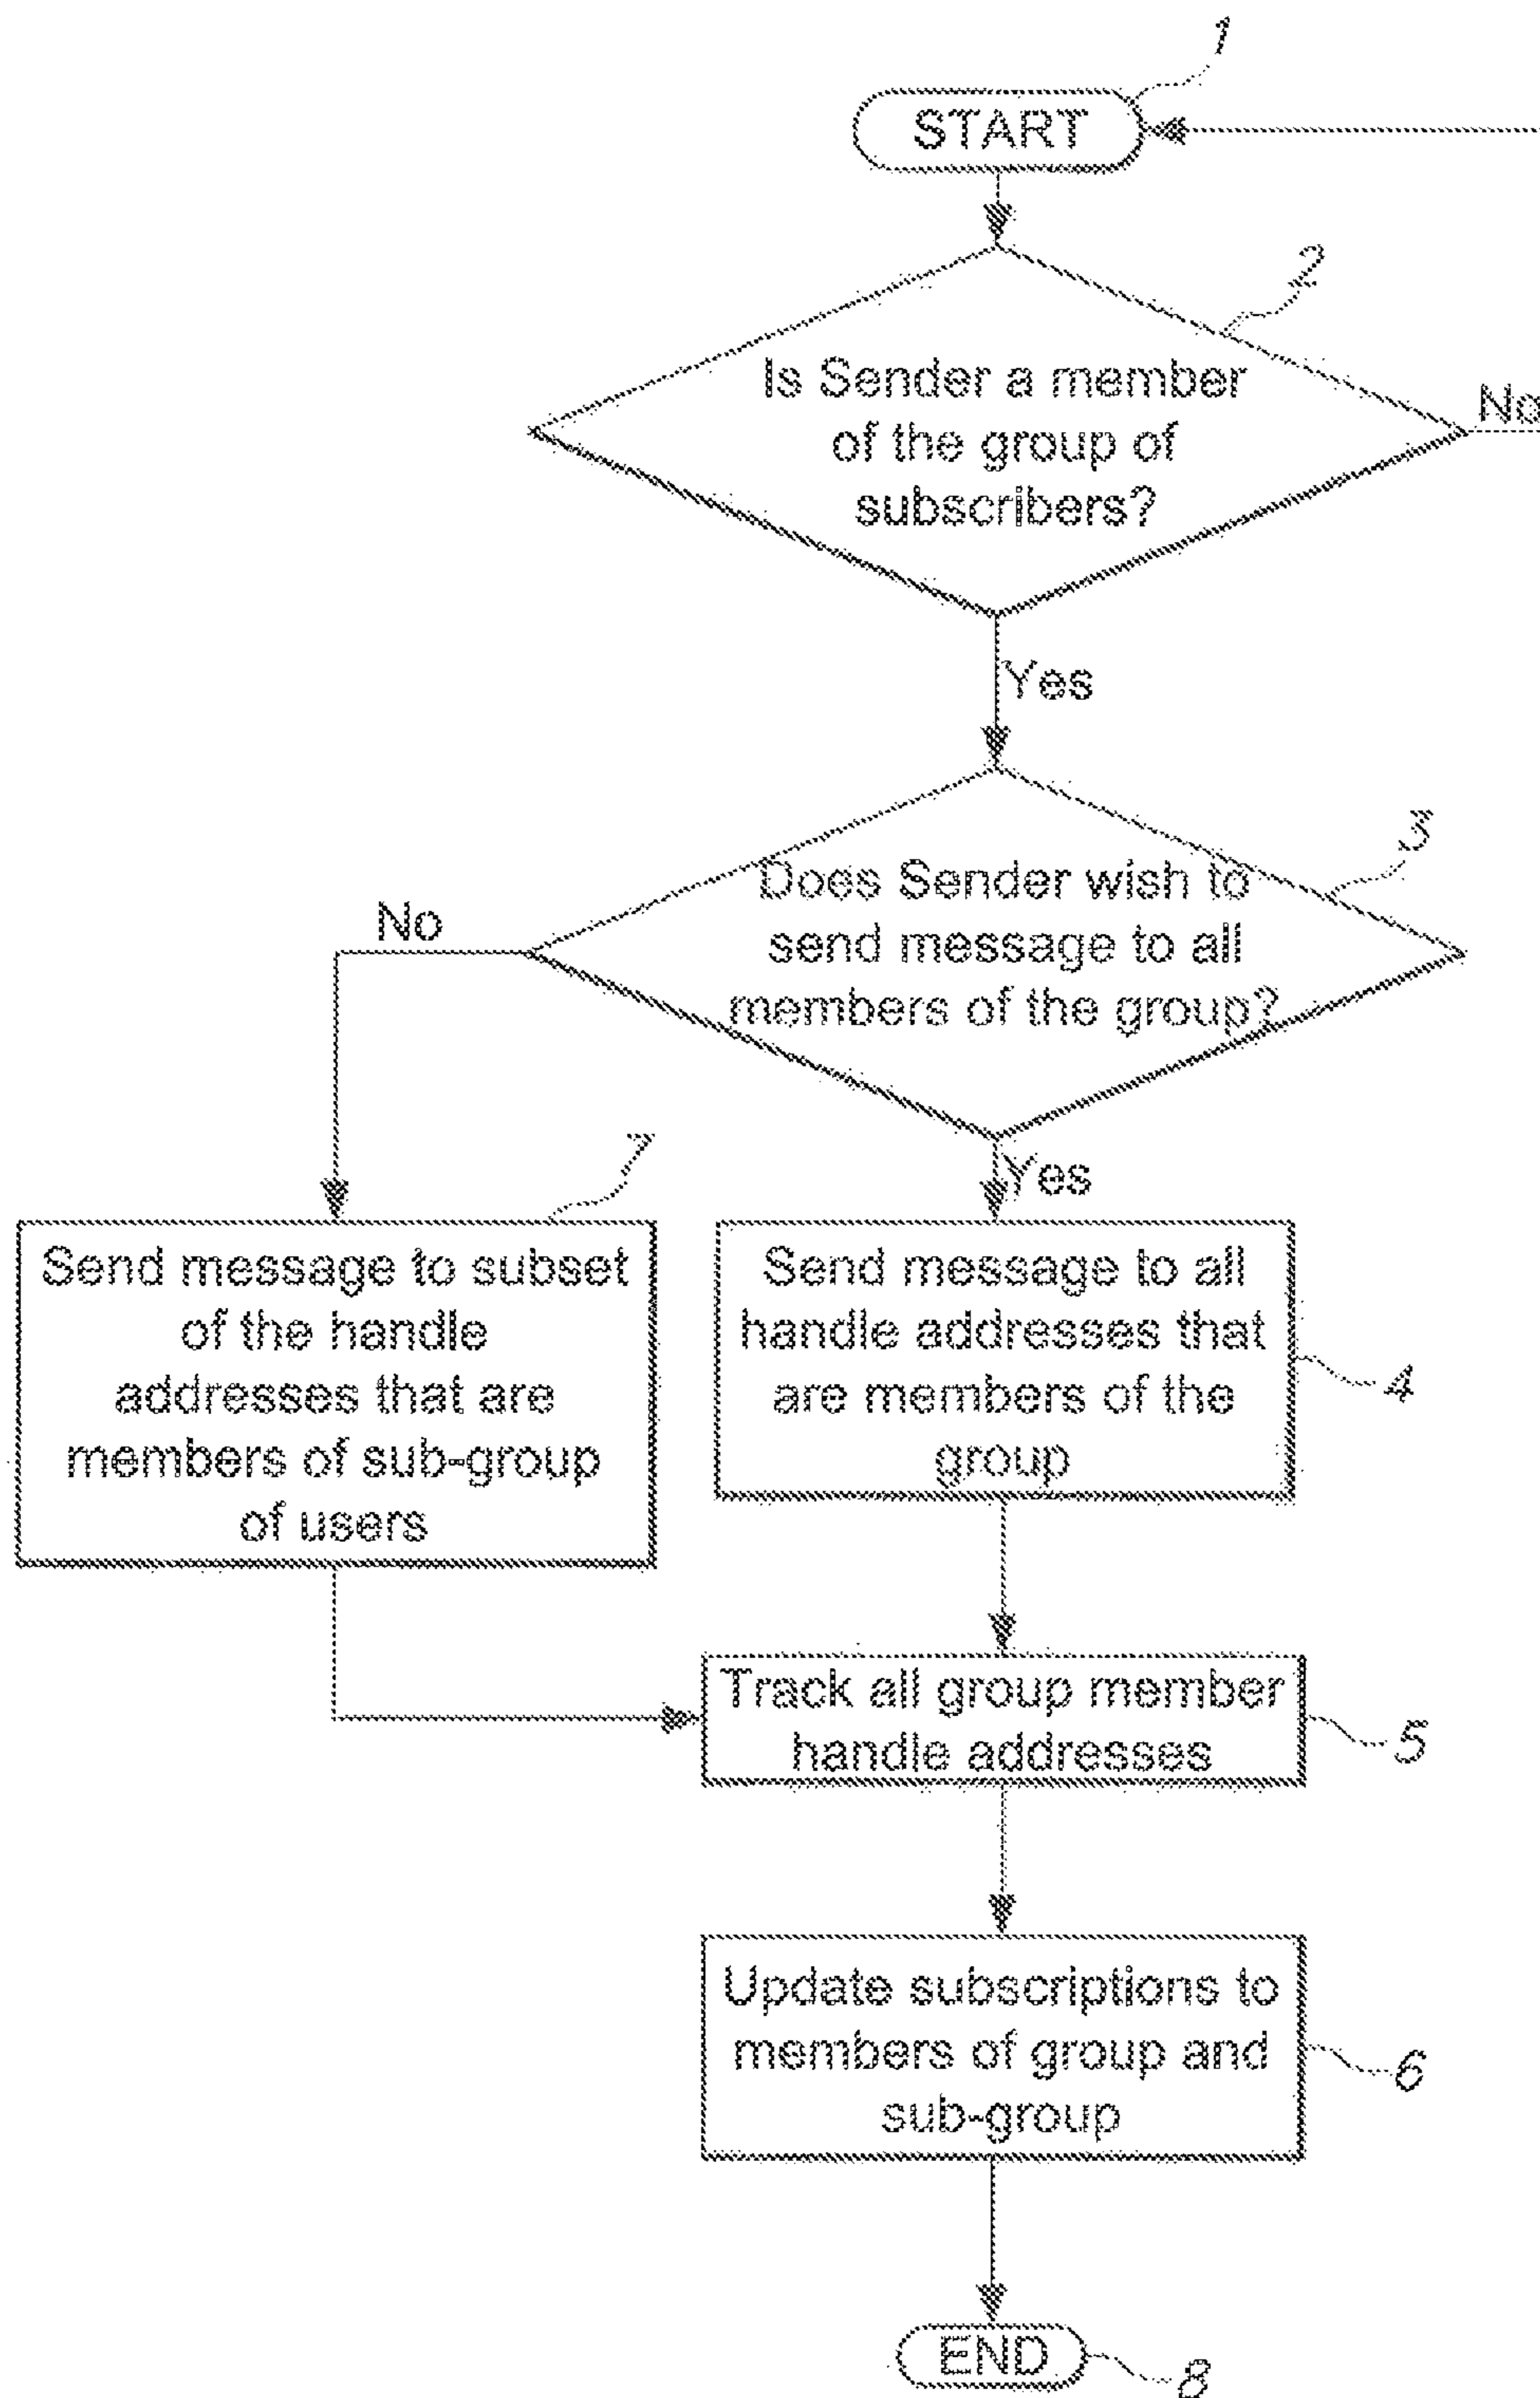 1
START
2
Is Sender a member
of the group of
subscribers?
No
Yes
3
Does Sender wish to
send message to all
members of the group?
No
Yes
7
Send message to subset
of the handle
addresses that are
members of sub-group
of users
Send message to all
handle addresses that
are members of the
group
4
Track all group member
handle addresses
5
Update subscriptions to
members of group and
sub-group
6
END
8